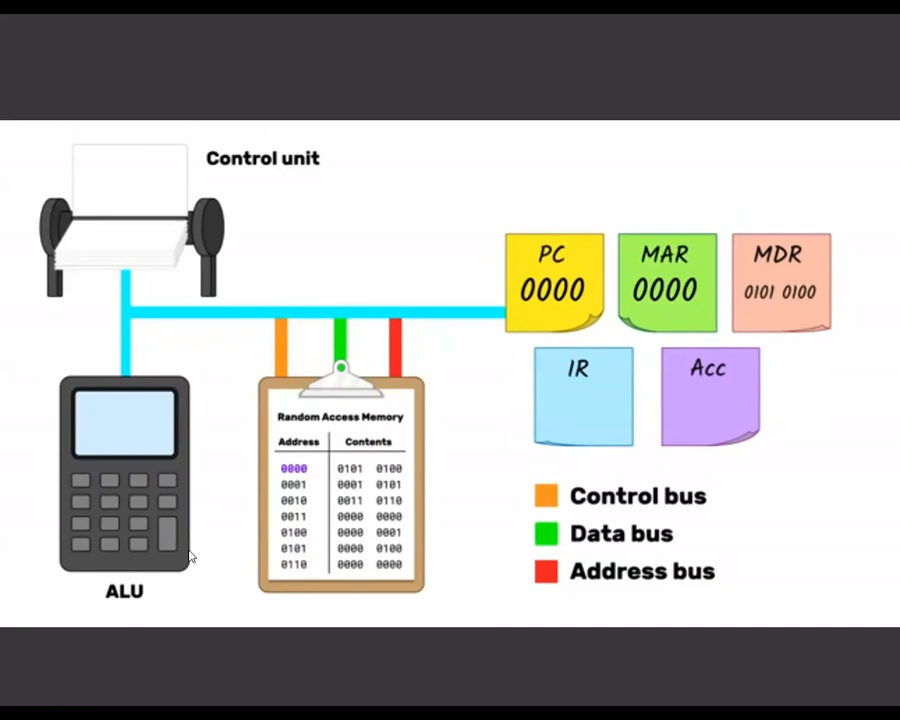 Control unit
PC
0000
MAR
0000
MDR
0101 0100
IR
Acc
Random Access Memory
Address Contents
0000 0101 0100
0001 0001 0101
0010 0011 0110
0011 0000 0000
0100 0000 0001
0101 0000 0100
0110 0000 0000
ALU
Control bus
Data bus
Address bus